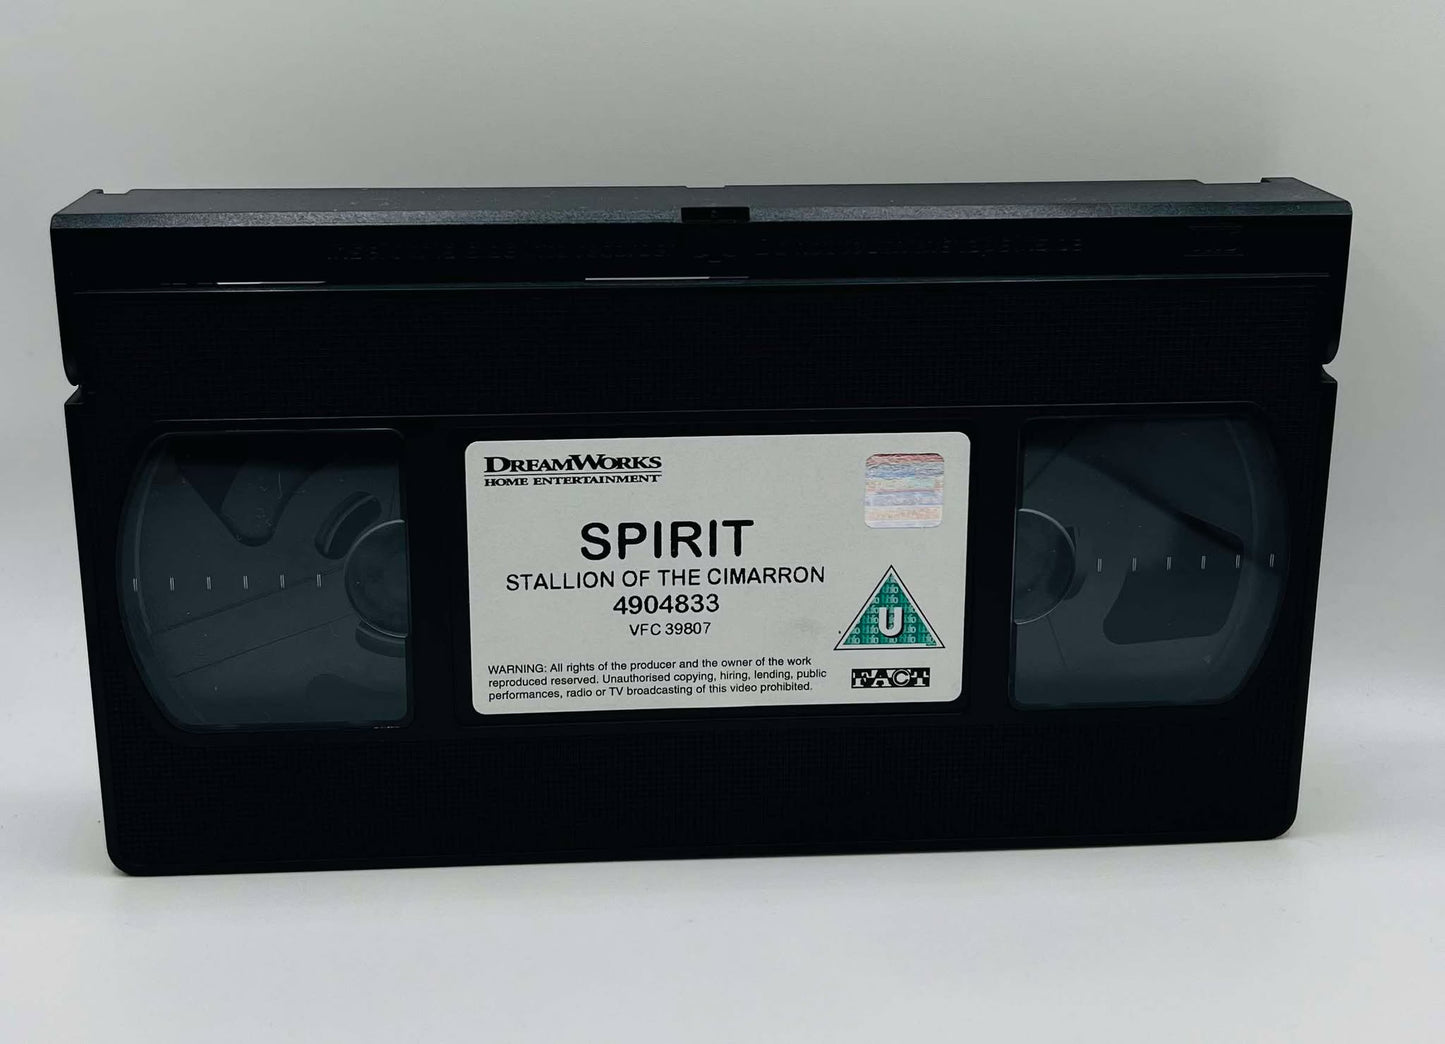 DREAMWORKS
HOME ENTERTAINMENT
SPIRIT
STALLION OF THE CIMARRON
4904833
VFC 39807
U
WARNING: All rights of the producer and the owner of the work
reproduced reserved. Unauthorised copying, hiring, lending, public
performances, radio or TV broadcasting of this video prohibited.
FACT